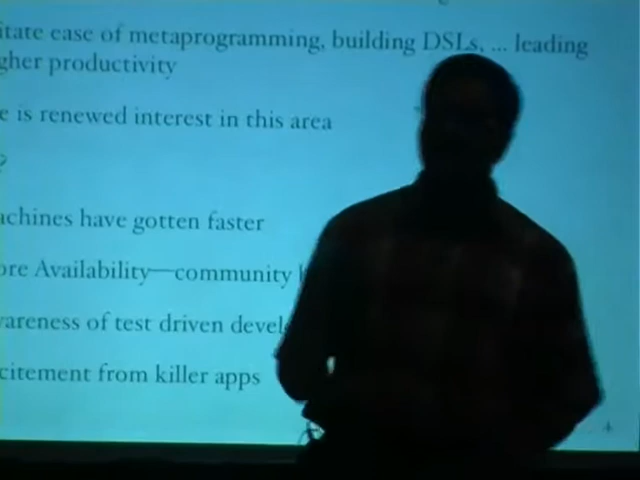 itate ease of metaprogramming, building DSLs, ... leading
gher productivity
e is renewed interest in this area
?
achines have gotten faster
ore Availability—community
vareness of test driven devel
citement from killer apps
4